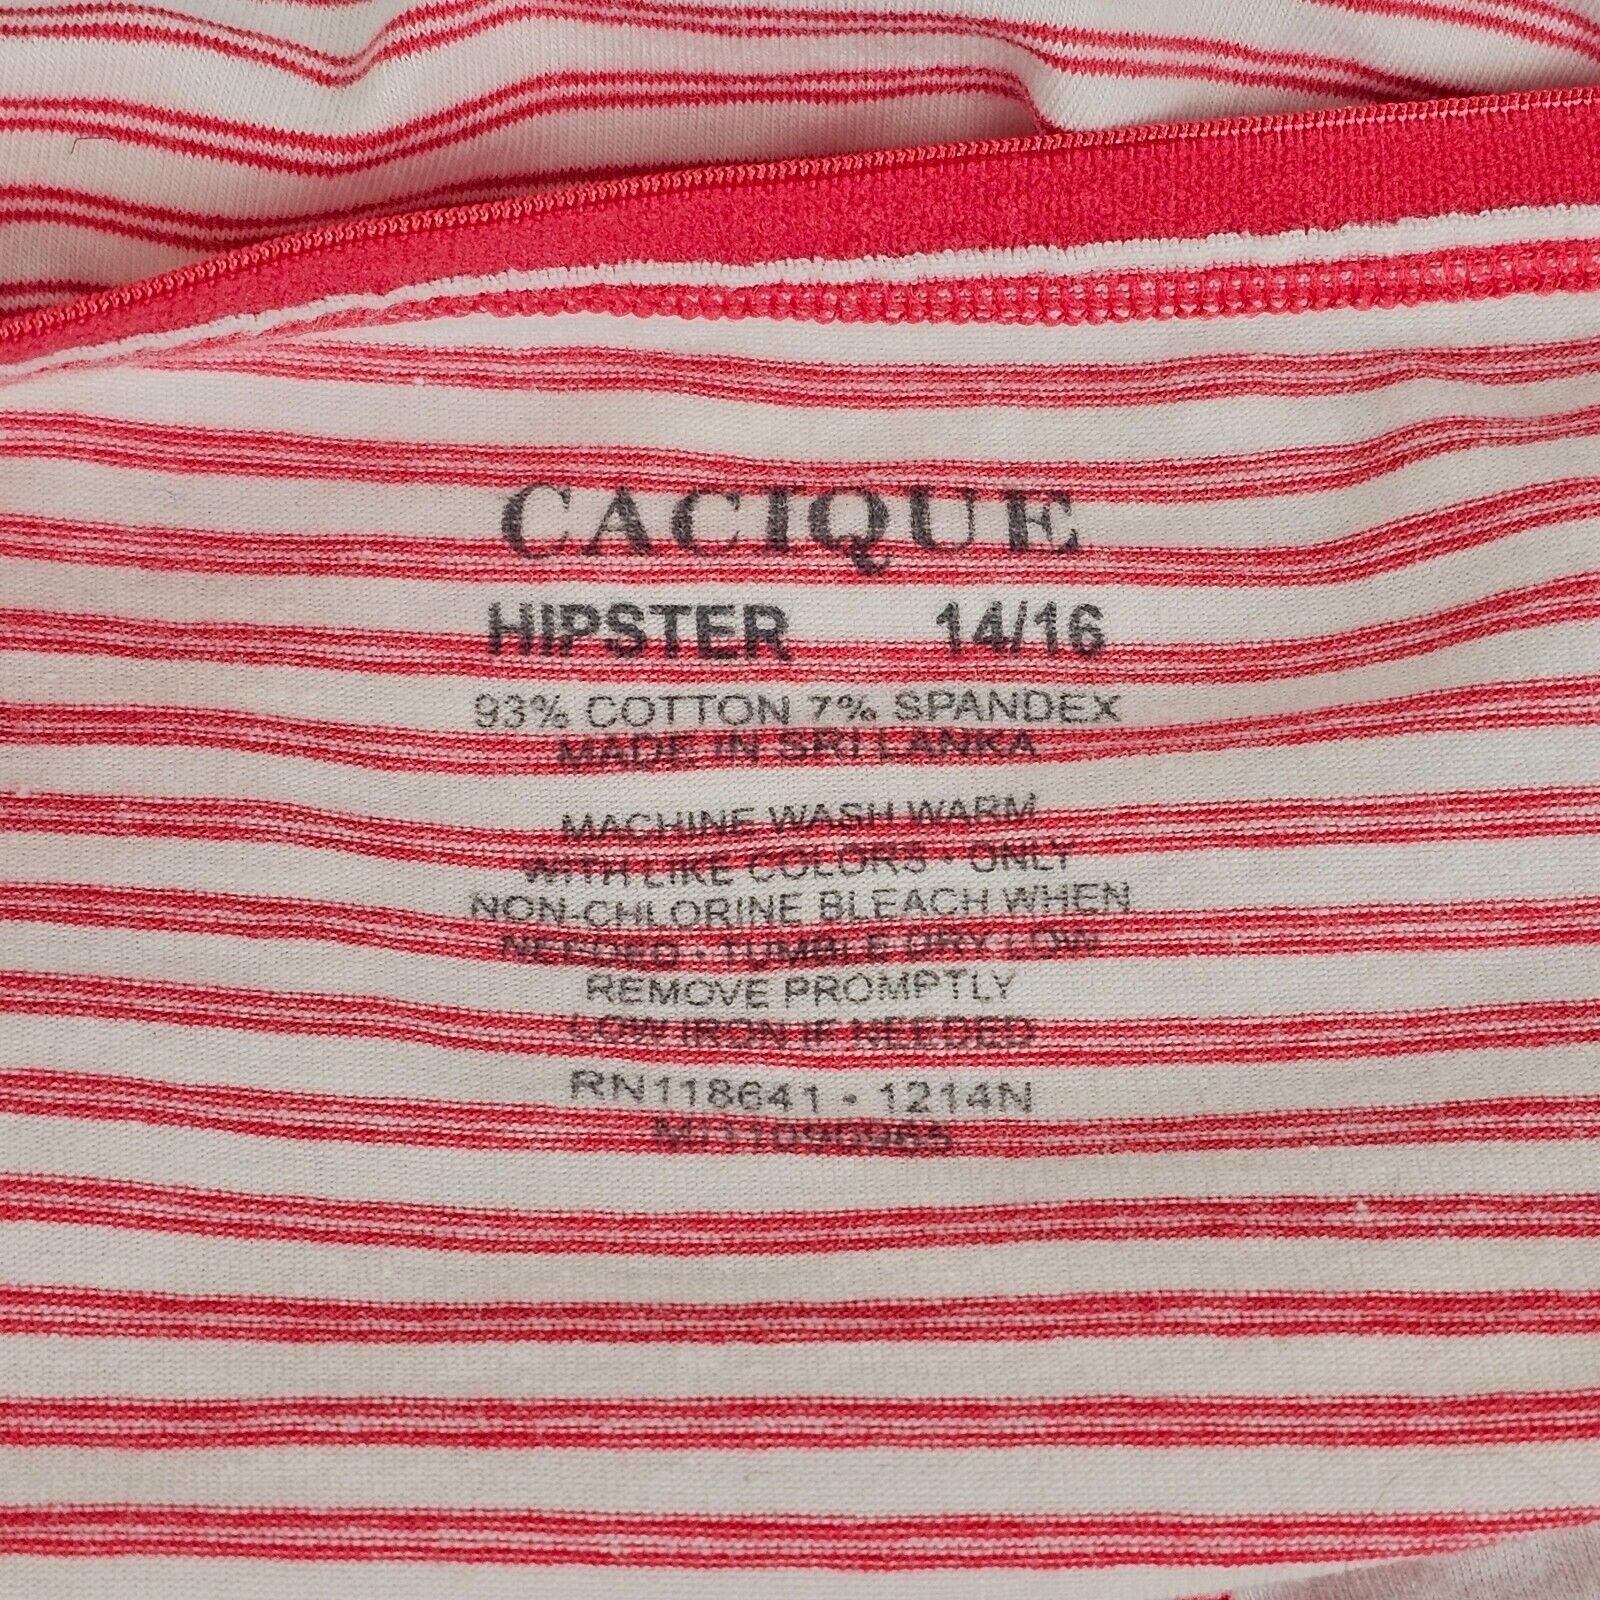 CACIQUE
HIPSTER 14/16
93% COTTON 7% SPANDEX
MADE IN SRI LANKA
MACHINE WASH WARM
WITH LIKE COLORS • ONLY
NON-CHLORINE BLEACH WHEN
NEEDED • TUMBLE DRY LOW
REMOVE PROMPTLY
LOW IRON IF NEEDED
RN118641 • 1214N